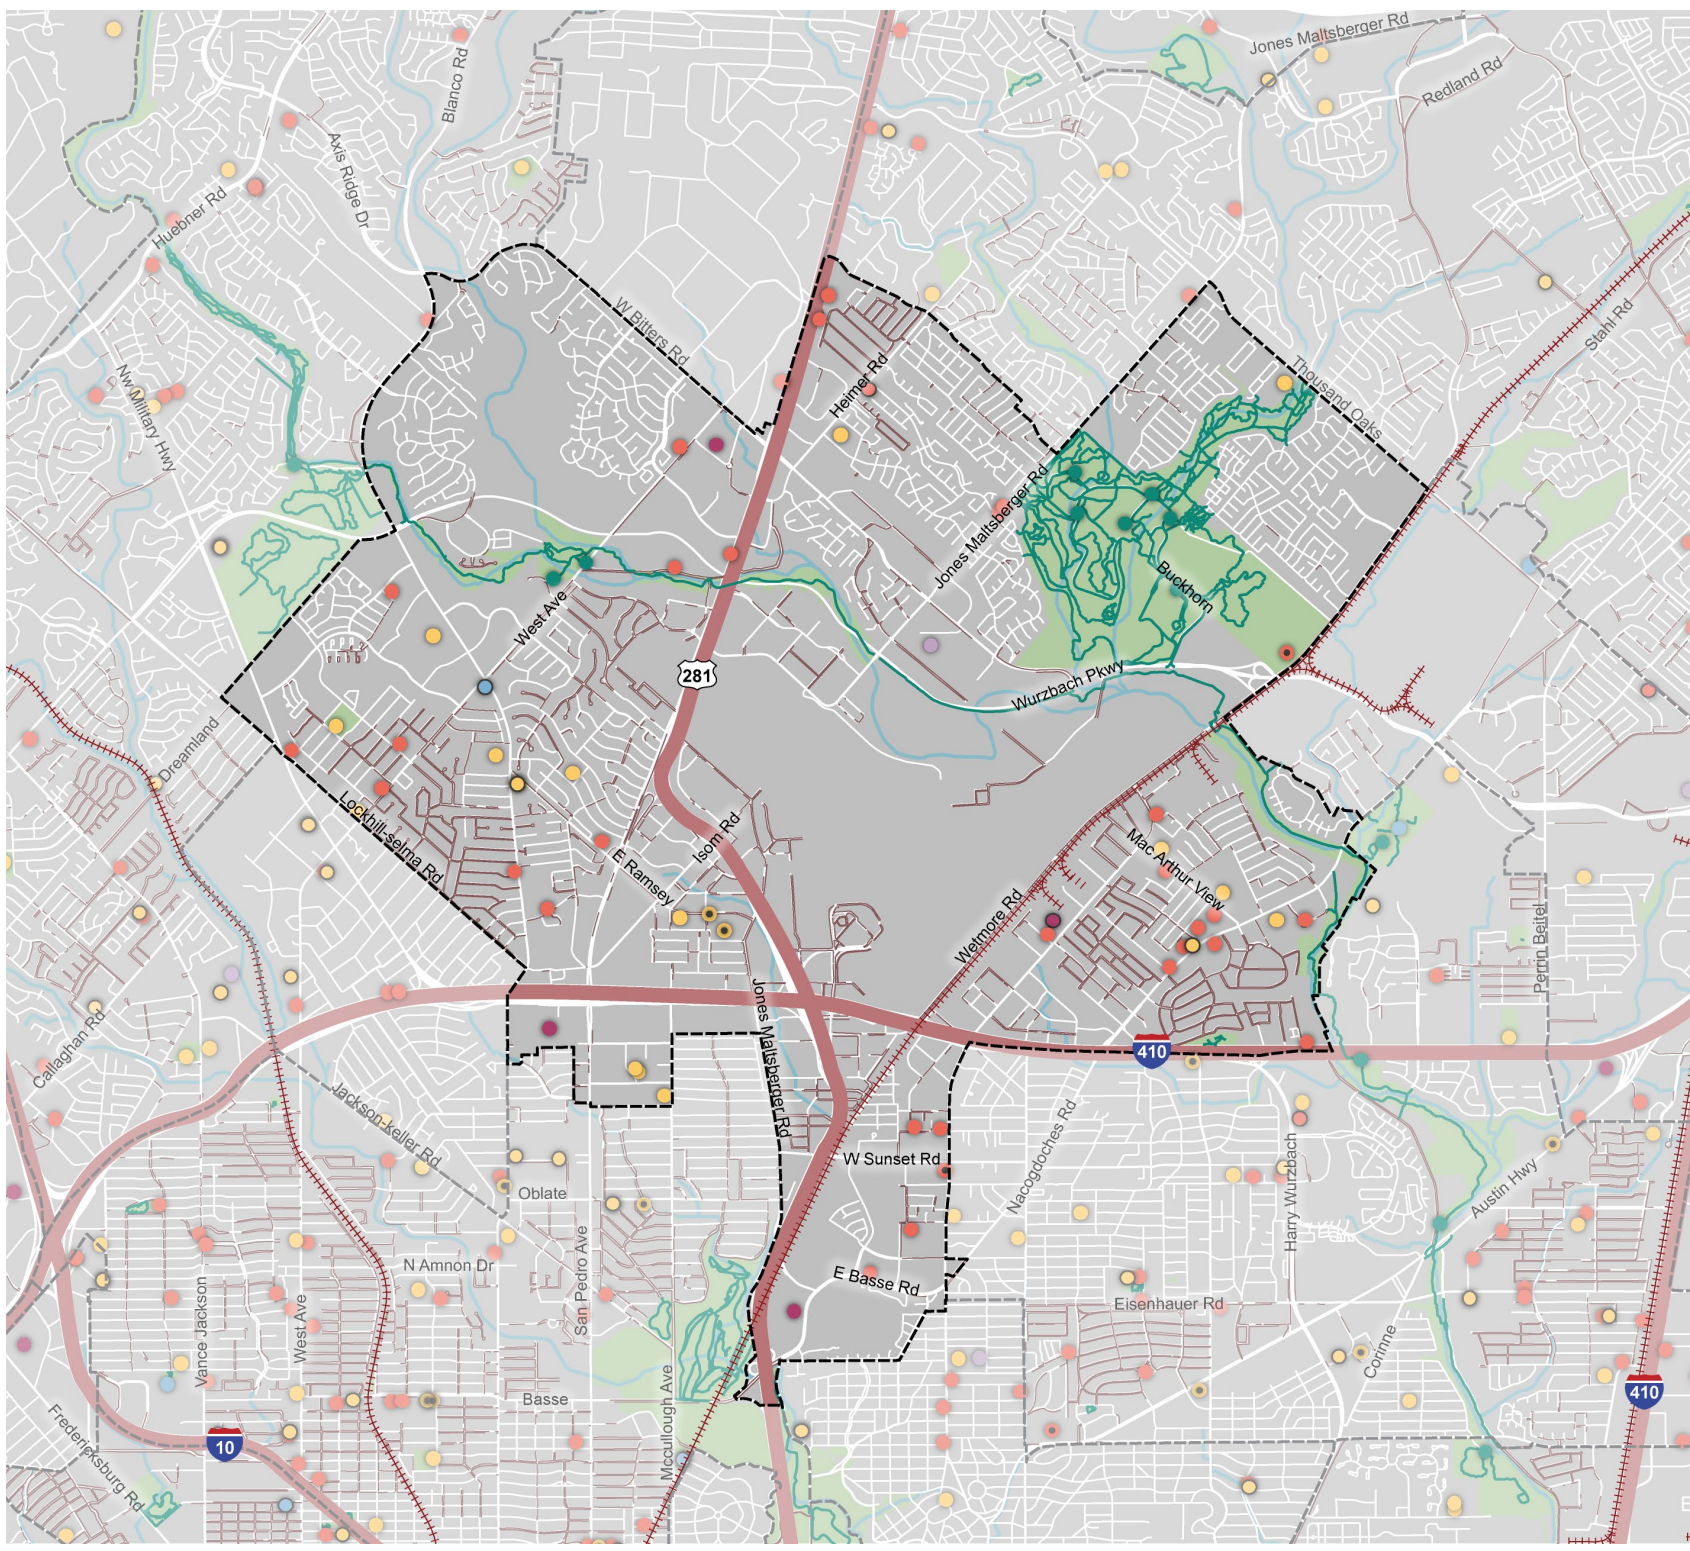 Jones Maltsberger Rd
Blanco Rd
Redland Rd
Axis Ridge Dr
Huebner Rd
W Bitters Rd
Stahl Rd
Heimer Rd
Thousand Oaks
Nw Military Hwy
Jones Maltsberger Rd
Buckhorn
West Ave
281
Wurzbach Pkwy
Dreamland
Lockhill-selma Rd
Isom Rd
E Ramsey
Mac Arthur View
Wetmore Rd
Perrin Beitel
Callaghan Rd
Jones Maltsberger Rd
410
Jackson-keller Rd
Nacogdoches Rd
Harry Wurzbach
W Sunset Rd
Oblate
Austin Hwy
San Pedro Ave
N Amnon Dr
E Basse Rd
Vance Jackson
West Ave
Eisenhauer Rd
Corinne
Basse
Mccullough Ave
410
Fredericksburg Rd
10